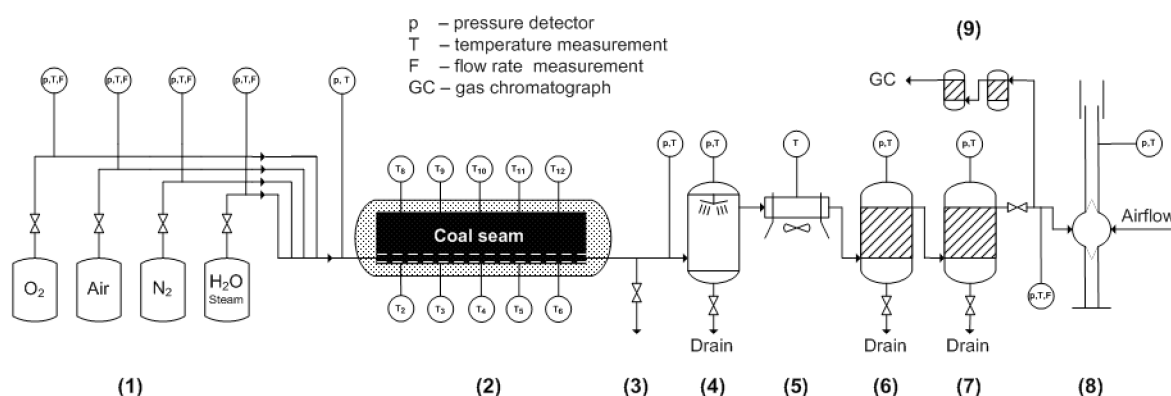 p – pressure detector
T – temperature measurement
F – flow rate measurement
GC – gas chromatograph
(9)
GC
p,T,F
p,T,F
p,T,F
p,T,F
p, T
p,T
p,T
T
p,T
p,T
p,T
T8
T9
T10
T11
T12
Coal seam
Airflow
O2
Air
N2
H2O
Steam
T2
T3
T4
T5
T6
p,T,F
Drain
Drain
Drain
(1)
(2)
(3)
(4)
(5)
(6)
(7)
(8)